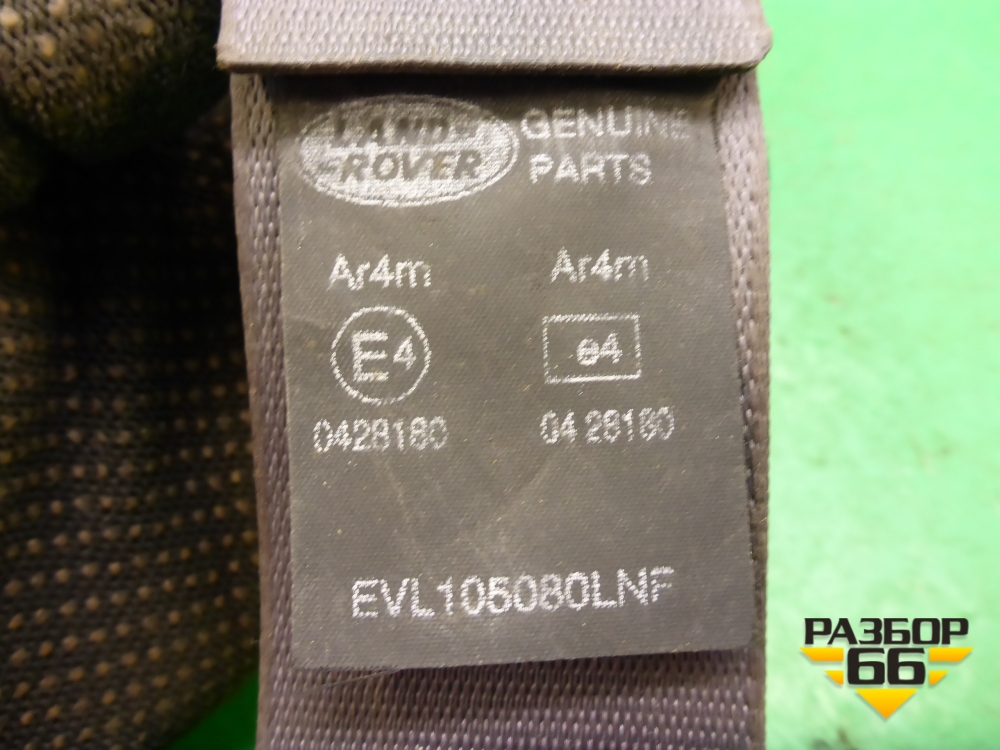 LAND
ROVER
GENUINE
PARTS
Ar4m
Ar4m
E4
e4
0428180
04 28180
EVL105080LNF
РАЗБОР
66